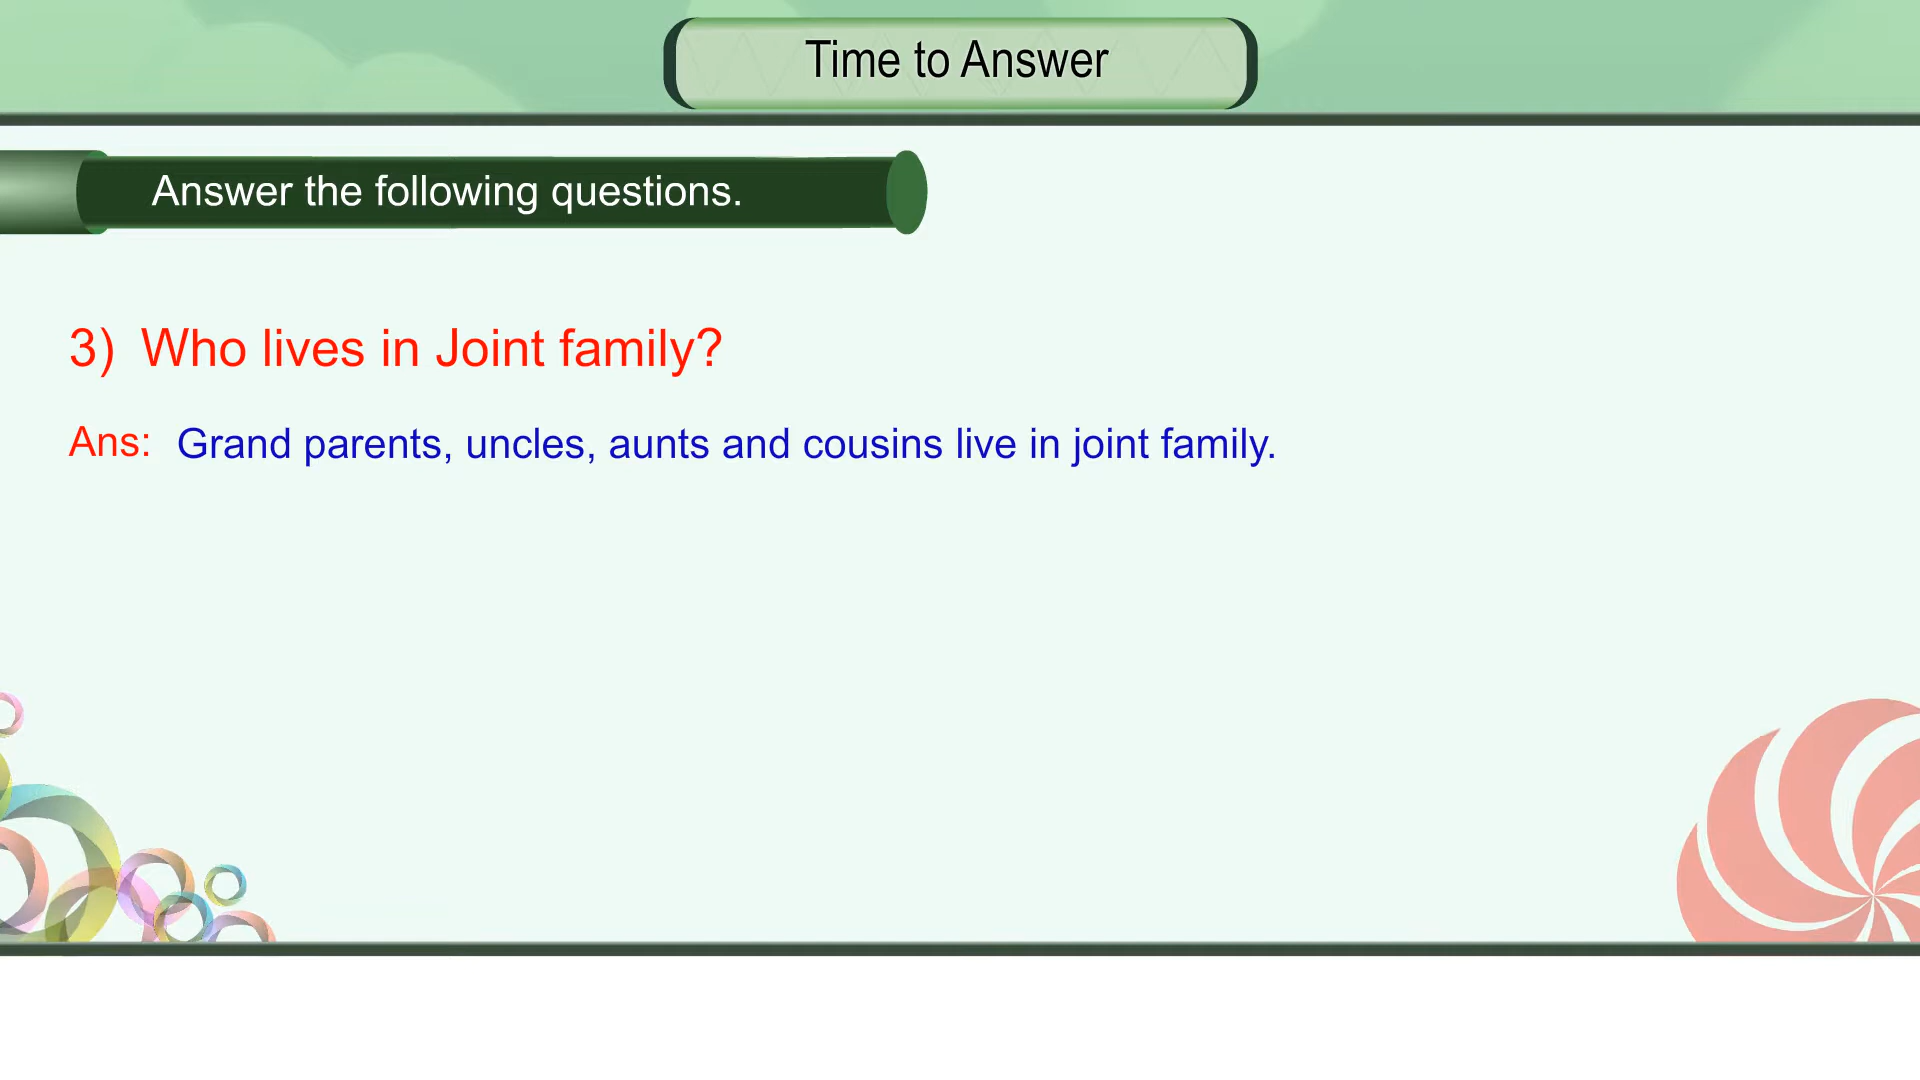 Time to Answer
Answer the following questions.
3) Who lives in Joint family?
Ans: Grand parents, uncles, aunts and cousins live in joint family.